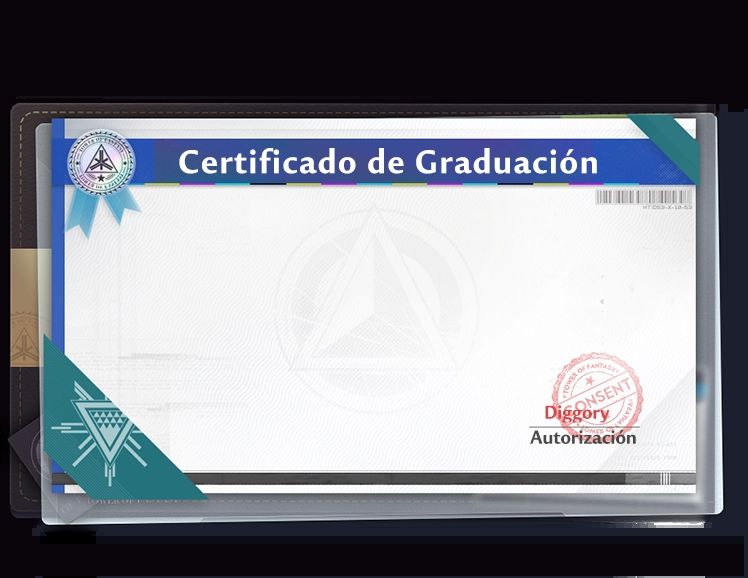 Certificado de Graduación
TOWER OF FANTASY
CONSENT
Diggory
Autorización